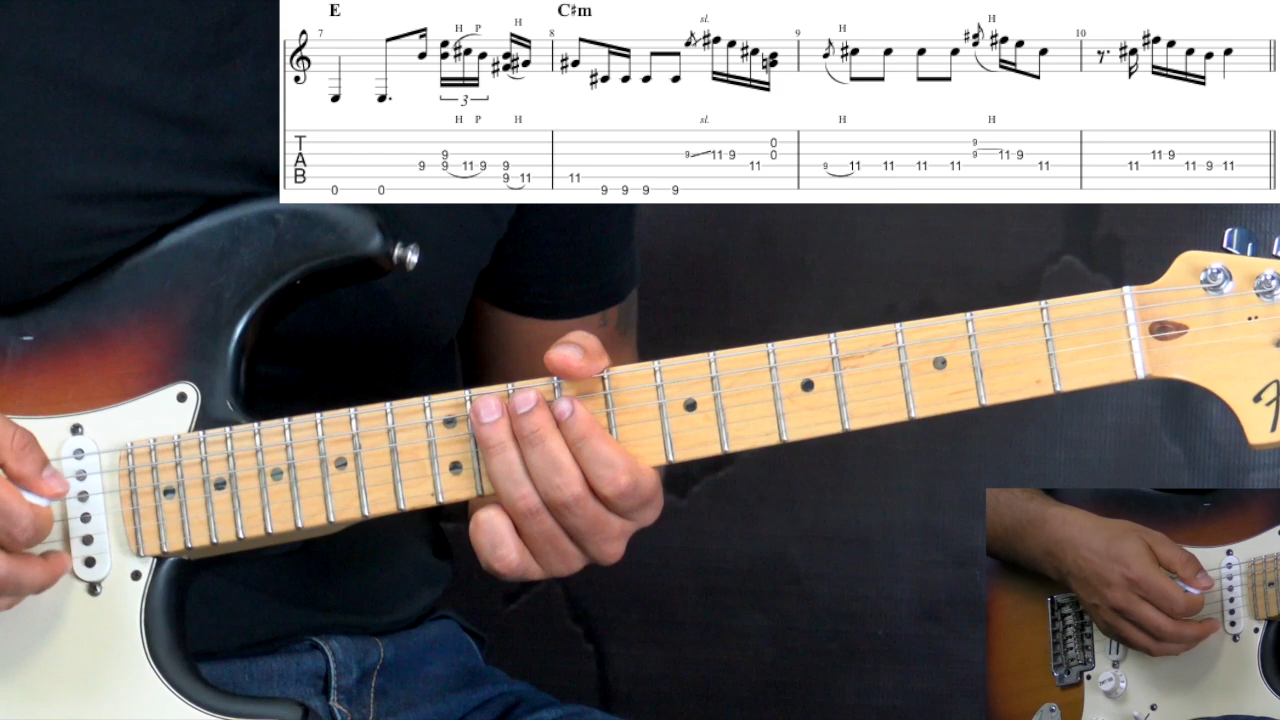 E C♯m
7 H P H 8 sl. 9 H H 10
3
H P H sl. H H
T 0 9
9 9 11 9 0 9 11 9 11 9
A 9 9 11 9 9 11 9 11 11 11 11 11 11 11 9 11
B 9 11 11
0 0 9 9 9 9
F